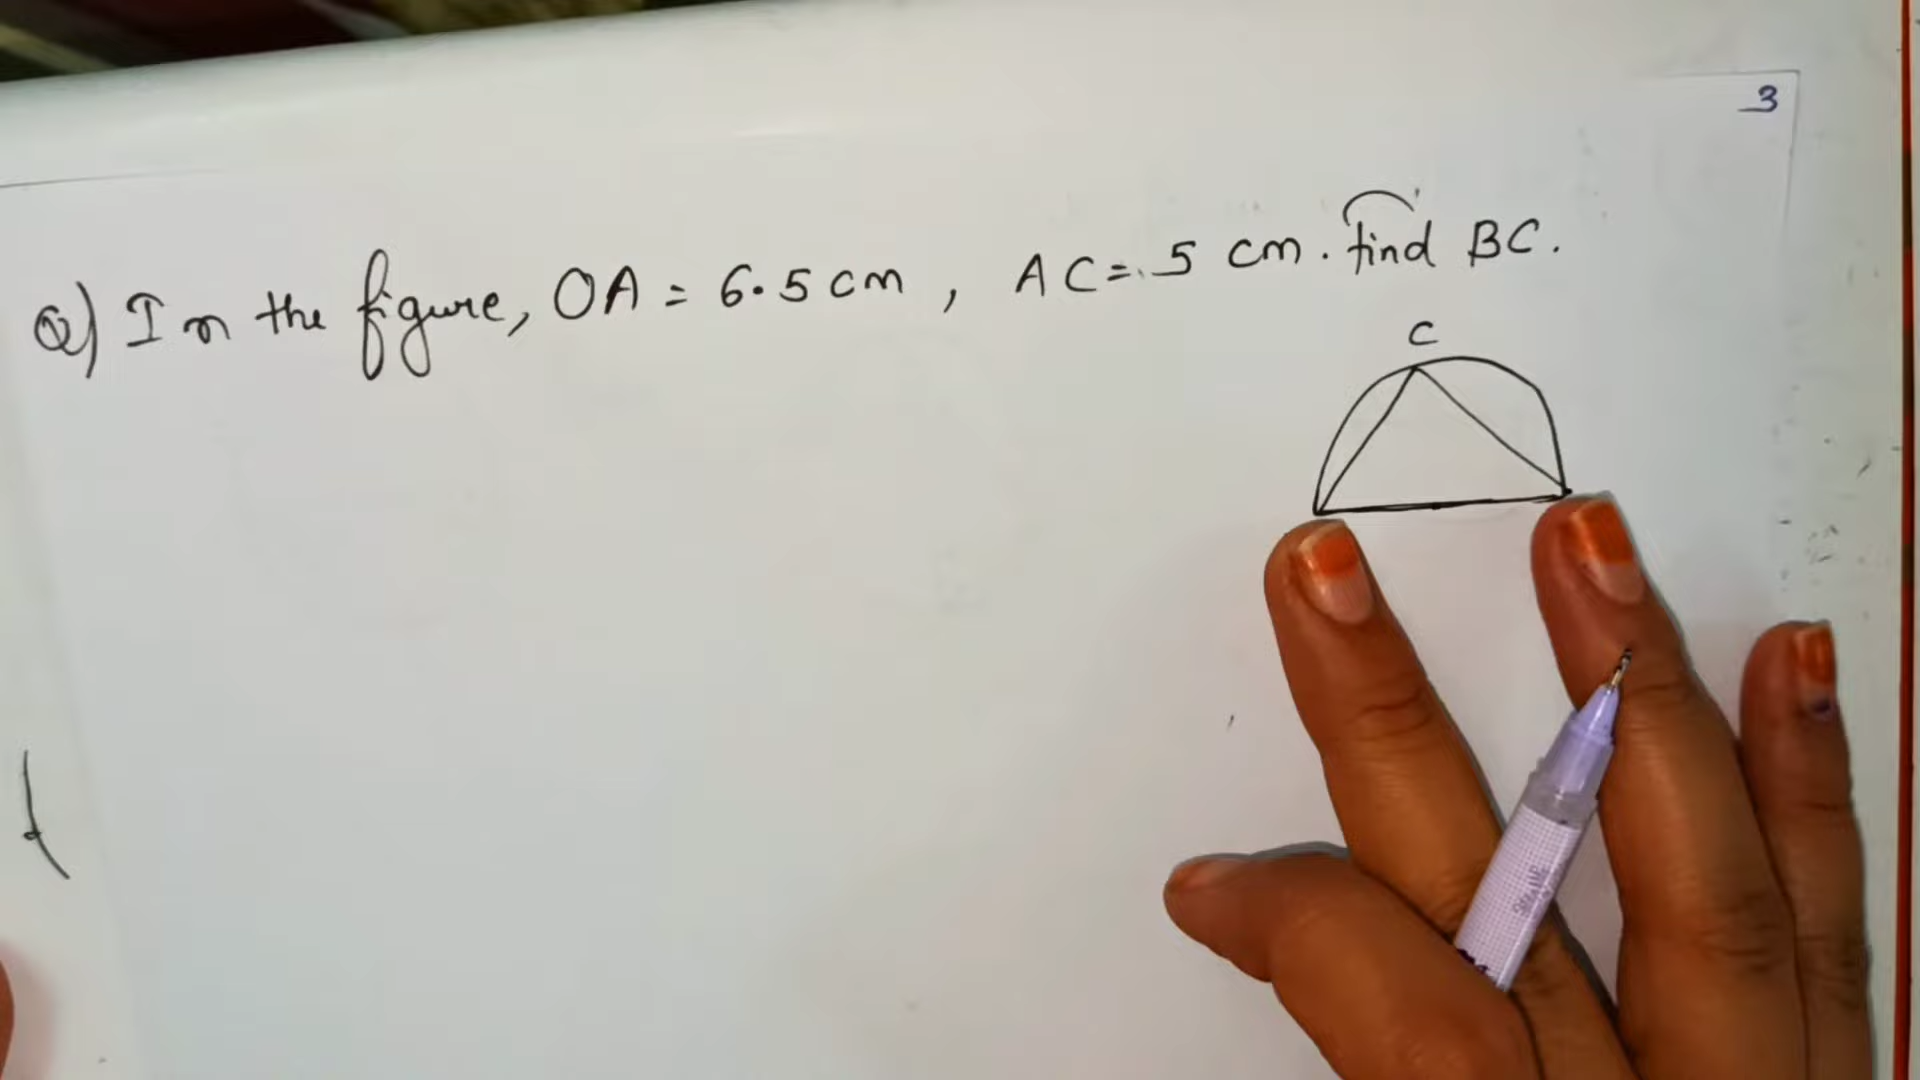 3
Q) In the figure, OA = 6.5 cm, AC = 5 cm. find BC.
C